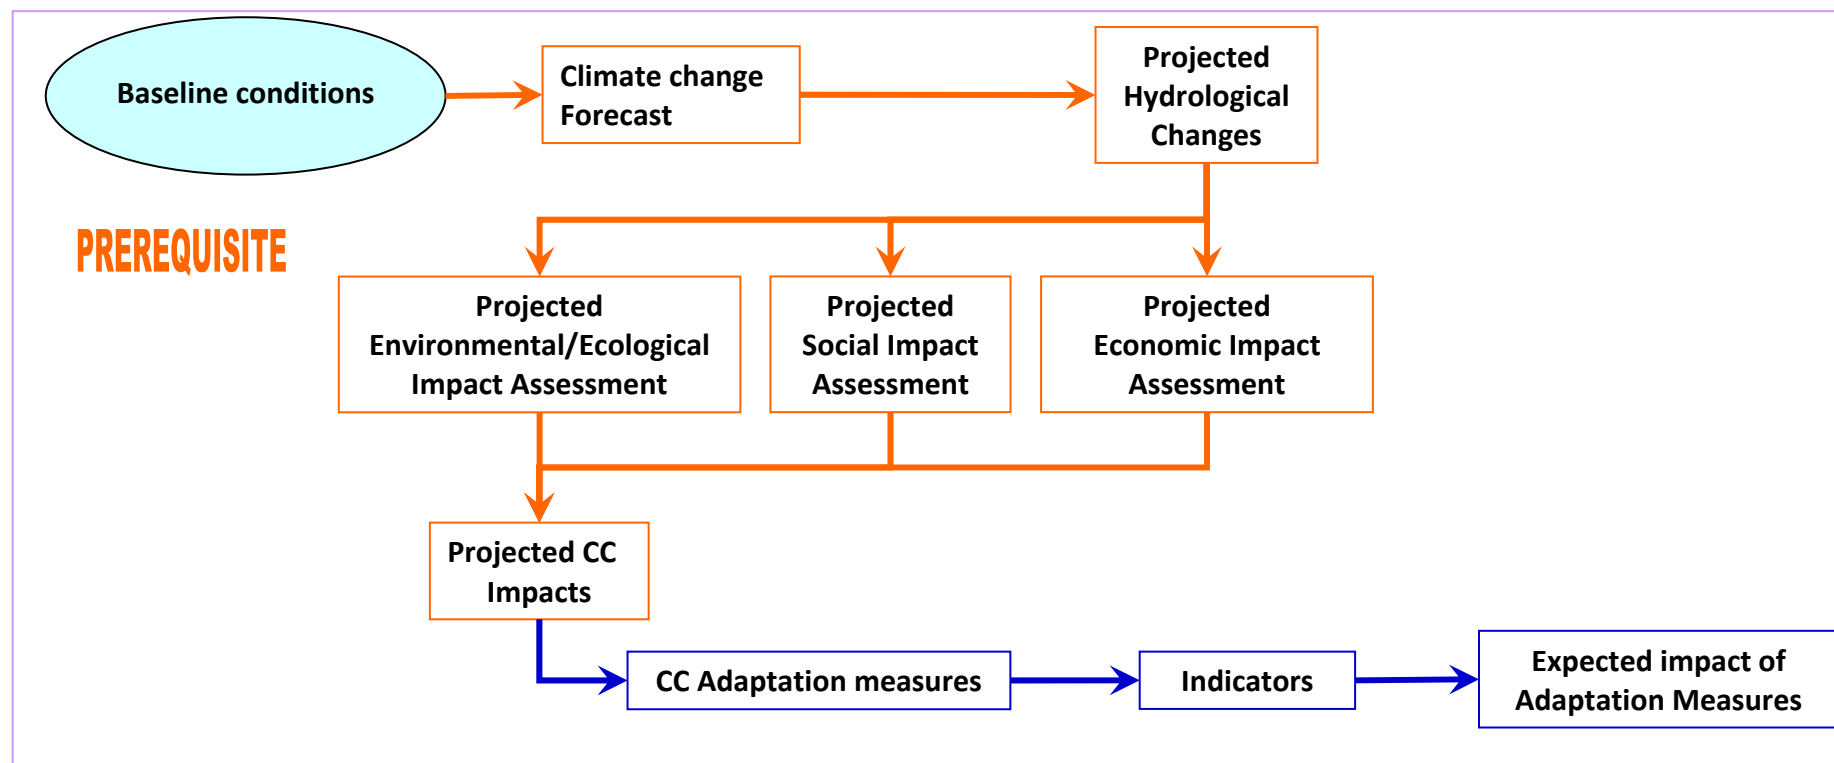 Baseline conditions
Climate change
Forecast
Projected
Hydrological
Changes
PREREQUISITE
Projected
Environmental/Ecological
Impact Assessment
Projected
Social Impact
Assessment
Projected
Economic Impact
Assessment
Projected CC
Impacts
CC Adaptation measures
Indicators
Expected impact of
Adaptation Measures